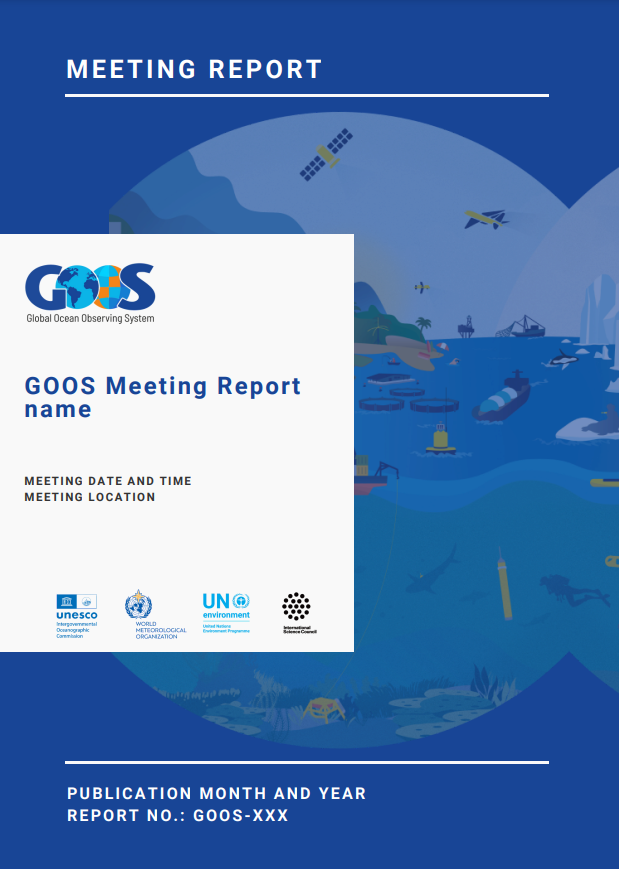 MEETING REPORT
GOOS
Global Ocean Observing System
GOOS Meeting Report
name
MEETING DATE AND TIME
MEETING LOCATION
unesco
Intergovernmental
Oceanographic
Commission
WORLD
METEOROLOGICAL
ORGANIZATION
UN
environment
United Nations
Environment Programme
International
Science Council
PUBLICATION MONTH AND YEAR
REPORT NO.: GOOS-XXX